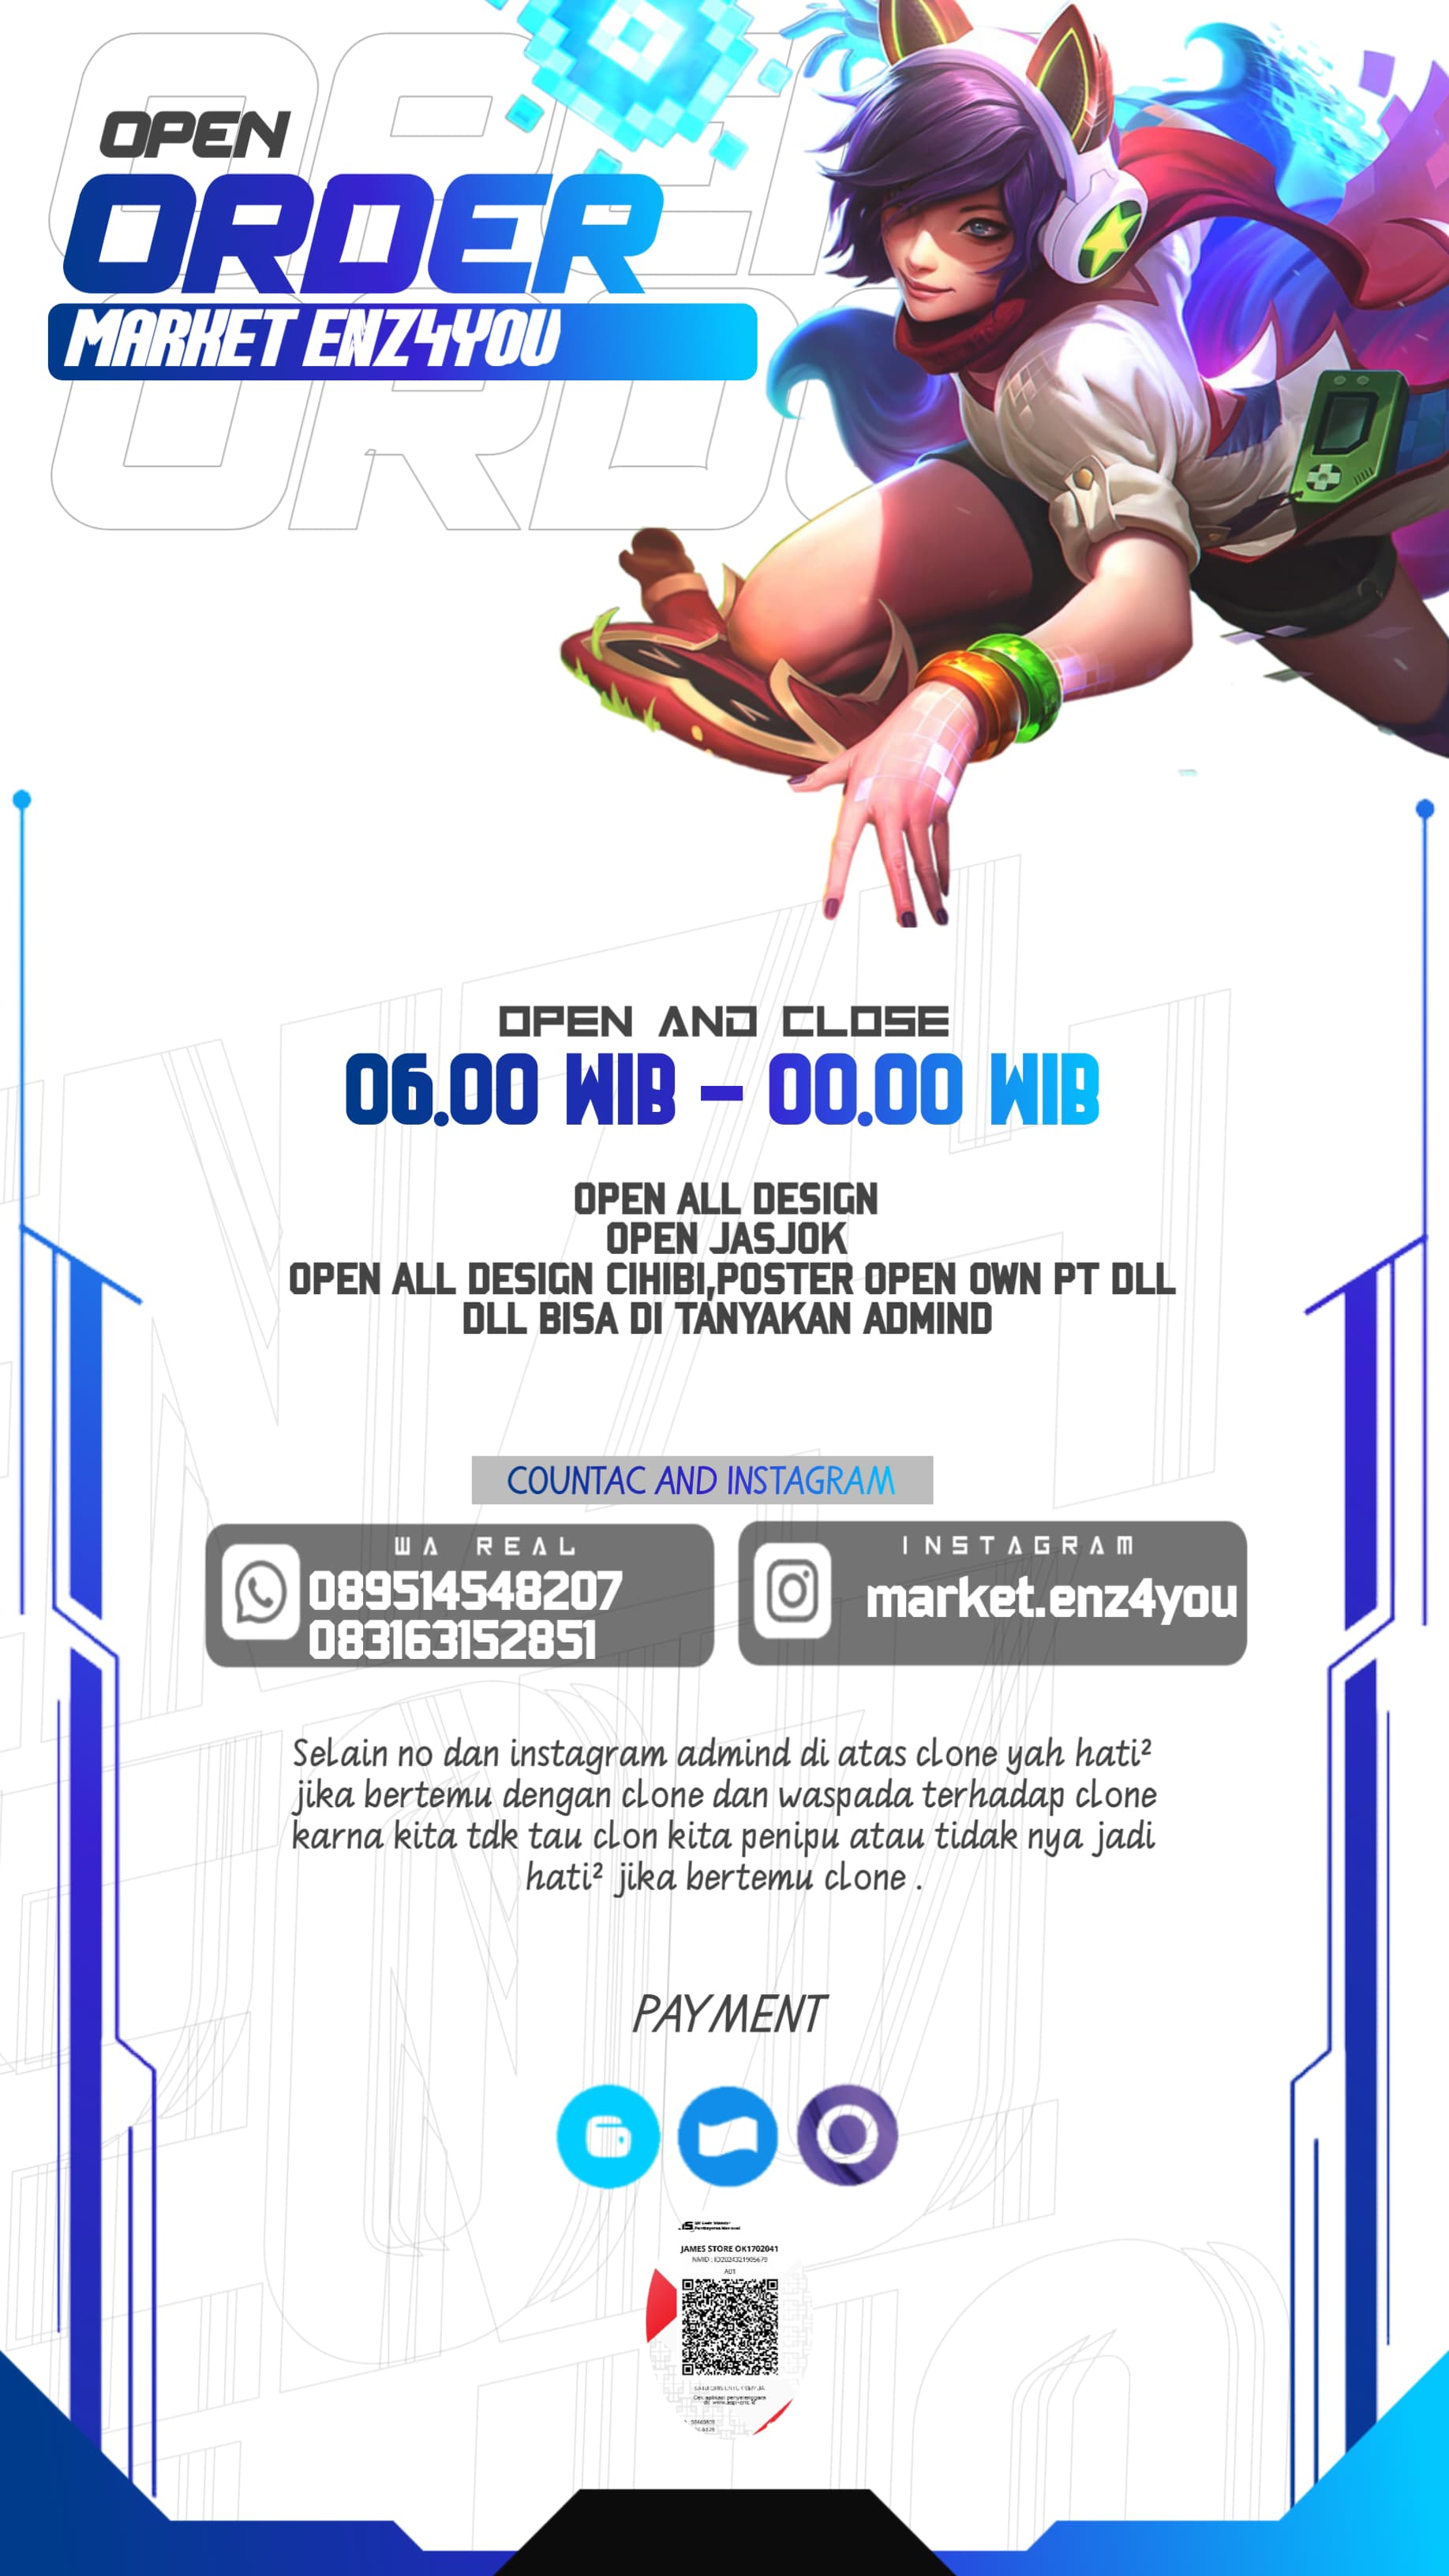 OPEN
ORDER
MARKET ENZ4YOU
OPEN AND CLOSE
06.00 WIB - 00.00 WIB
OPEN ALL DESIGN
OPEN JASJOK
OPEN ALL DESIGN CIHIBI,POSTER OPEN OWN PT DLL
DLL BISA DI TANYAKAN ADMIND
COUNTAC AND INSTAGRAM
WA REAL
089514548207
083163152851
INSTAGRAM
market.enz4you
Selain no dan instagram admind di atas clone yah hati²
jika bertemu dengan clone dan waspada terhadap clone
karna kita tdk tau clon kita penipu atau tidak nya jadi
hati² jika bertemu clone .
PAYMENT
JAMES STORE OK1702041
NMID : ID2024321905670
A01